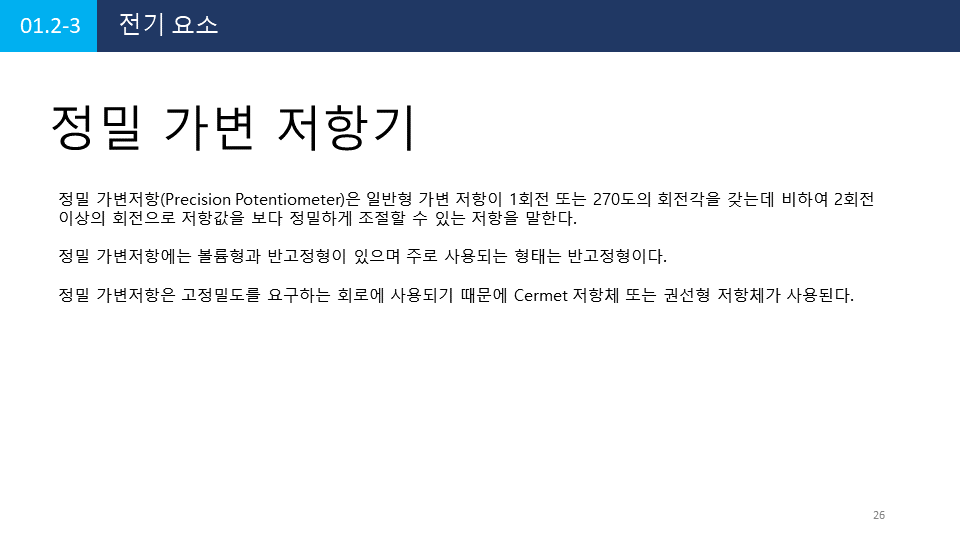 01.2-3 전기 요소
정밀 가변 저항기
정밀 가변저항(Precision Potentiometer)은 일반형 가변 저항이 1회전 또는 270도의 회전각을 갖는데 비하여 2회전
이상의 회전으로 저항값을 보다 정밀하게 조절할 수 있는 저항을 말한다.
정밀 가변저항에는 볼륨형과 반고정형이 있으며 주로 사용되는 형태는 반고정형이다.
정밀 가변저항은 고정밀도를 요구하는 회로에 사용되기 때문에 Cermet 저항체 또는 권선형 저항체가 사용된다.
26